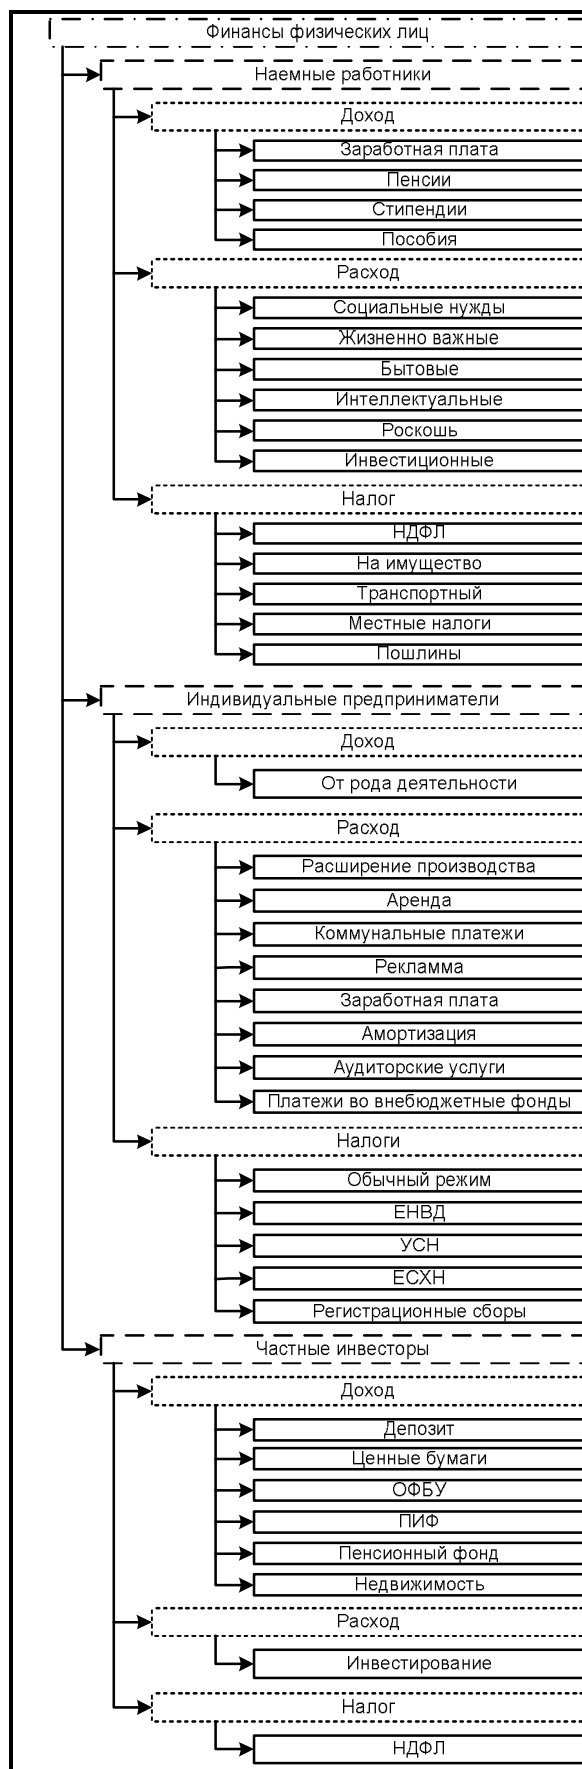 Финансы физических лиц
Наемные работники
Доход
Заработная плата
Пенсии
Стипендии
Пособия
Расход
Социальные нужды
Жизненно важные
Бытовые
Интеллектуальные
Роскошь
Инвестиционные
Налог
НДФЛ
На имущество
Транспортный
Местные налоги
Пошлины
Индивидуальные предприниматели
Доход
От рода деятельности
Расход
Расширение производства
Аренда
Коммунальные платежи
Рекламма
Заработная плата
Амортизация
Аудиторские услуги
Платежи во внебюджетные фонды
Налоги
Обычный режим
ЕНВД
УСН
ЕСХН
Регистрационные сборы
Частные инвесторы
Доход
Депозит
Ценные бумаги
ОФБУ
ПИФ
Пенсионный фонд
Недвижимость
Расход
Инвестирование
Налог
НДФЛ